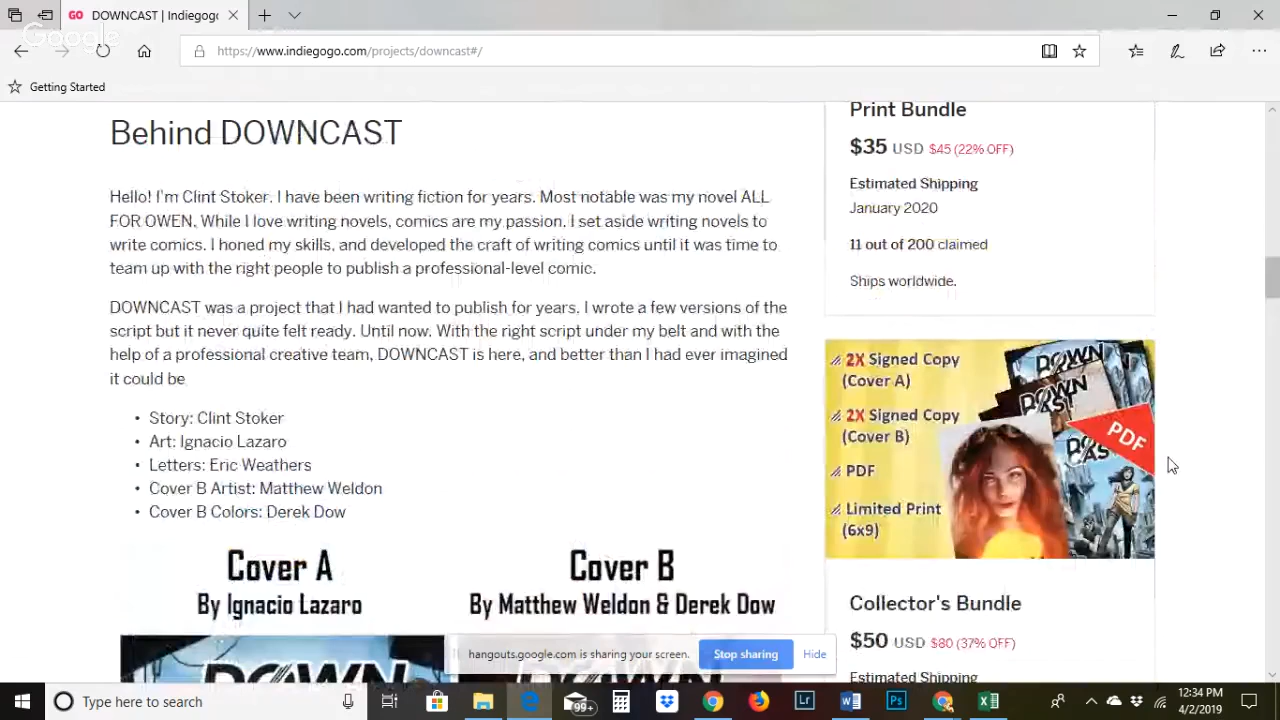 DOWNCAST | Indiegogo
Google
https://www.indiegogo.com/projects/downcast#/
Getting Started
Behind DOWNCAST
Hello! I'm Clint Stoker. I have been writing fiction for years. Most notable was my novel ALL
FOR OWEN. While I love writing novels, comics are my passion. I set aside writing novels to
write comics. I honed my skills, and developed the craft of writing comics until it was time to
team up with the right people to publish a professional-level comic.
DOWNCAST was a project that I had wanted to publish for years. I wrote a few versions of the
script but it never quite felt ready. Until now. With the right script under my belt and with the
help of a professional creative team, DOWNCAST is here, and better than I had ever imagined
it could be
• Story: Clint Stoker
• Art: Ignacio Lazaro
• Letters: Eric Weathers
• Cover B Artist: Matthew Weldon
• Cover B Colors: Derek Dow
Cover A
By Ignacio Lazaro
DOWN
Cover B
By Matthew Weldon & Derek Dow
Print Bundle
$35 USD $45 (22% OFF)
Estimated Shipping
January 2020
11 out of 200 claimed
Ships worldwide.
2X Signed Copy
(Cover A)
2X Signed Copy
(Cover B)
PDF
Limited Print
(6x9)
DOWN
DOWN
CAST
PDF
Collector's Bundle
$50 USD $80 (37% OFF)
Estimated Shipping
hangouts.google.com is sharing your screen.
Stop sharing
Hide
Type here to search
99+
Lr
Ps
12:34 PM
4/2/2019